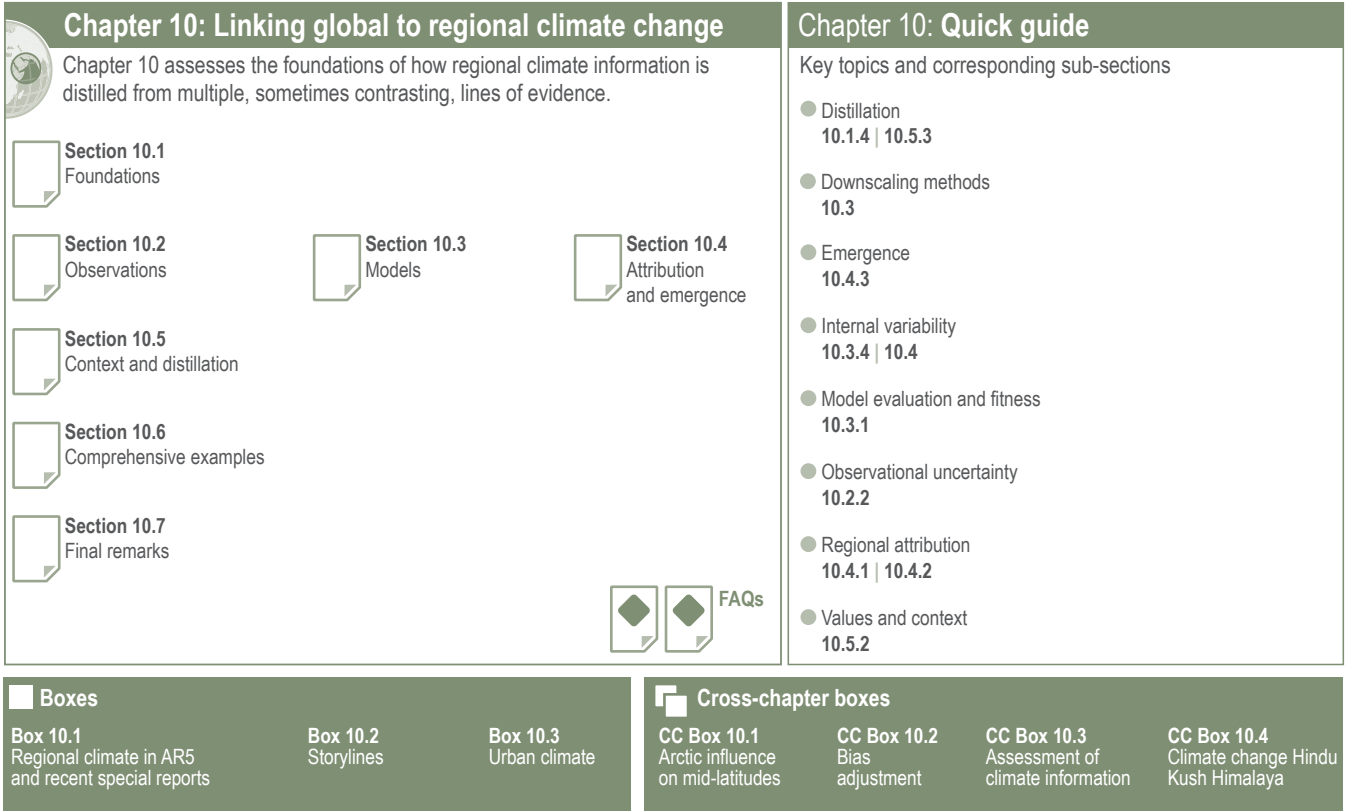 Chapter 10: Linking global to regional climate change
Chapter 10 assesses the foundations of how regional climate information is
distilled from multiple, sometimes contrasting, lines of evidence.
Section 10.1
Foundations
Section 10.2
Observations
Section 10.3
Models
Section 10.4
Attribution
and emergence
Section 10.5
Context and distillation
Section 10.6
Comprehensive examples
Section 10.7
Final remarks
FAQs
Chapter 10: Quick guide
Key topics and corresponding sub-sections
Distillation
10.1.4 | 10.5.3
Downscaling methods
10.3
Emergence
10.4.3
Internal variability
10.3.4 | 10.4
Model evaluation and fitness
10.3.1
Observational uncertainty
10.2.2
Regional attribution
10.4.1 | 10.4.2
Values and context
10.5.2
Boxes
Box 10.1
Regional climate in AR5
and recent special reports
Box 10.2
Storylines
Box 10.3
Urban climate
Cross-chapter boxes
CC Box 10.1
Arctic influence
on mid-latitudes
CC Box 10.2
Bias
adjustment
CC Box 10.3
Assessment of
climate information
CC Box 10.4
Climate change Hindu
Kush Himalaya